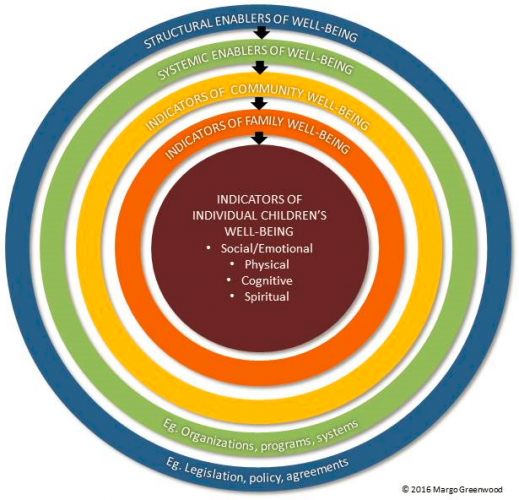 STRUCTURAL ENABLERS OF WELL-BEING
SYSTEMIC ENABLERS OF WELL-BEING
INDICATORS OF COMMUNITY WELL-BEING
INDICATORS OF FAMILY WELL-BEING
INDICATORS OF
INDIVIDUAL CHILDREN'S
WELL-BEING
• Social/Emotional
• Physical
• Cognitive
• Spiritual
Eg. Organizations, programs, systems
Eg. Legislation, policy, agreements
© 2016 Margo Greenwood